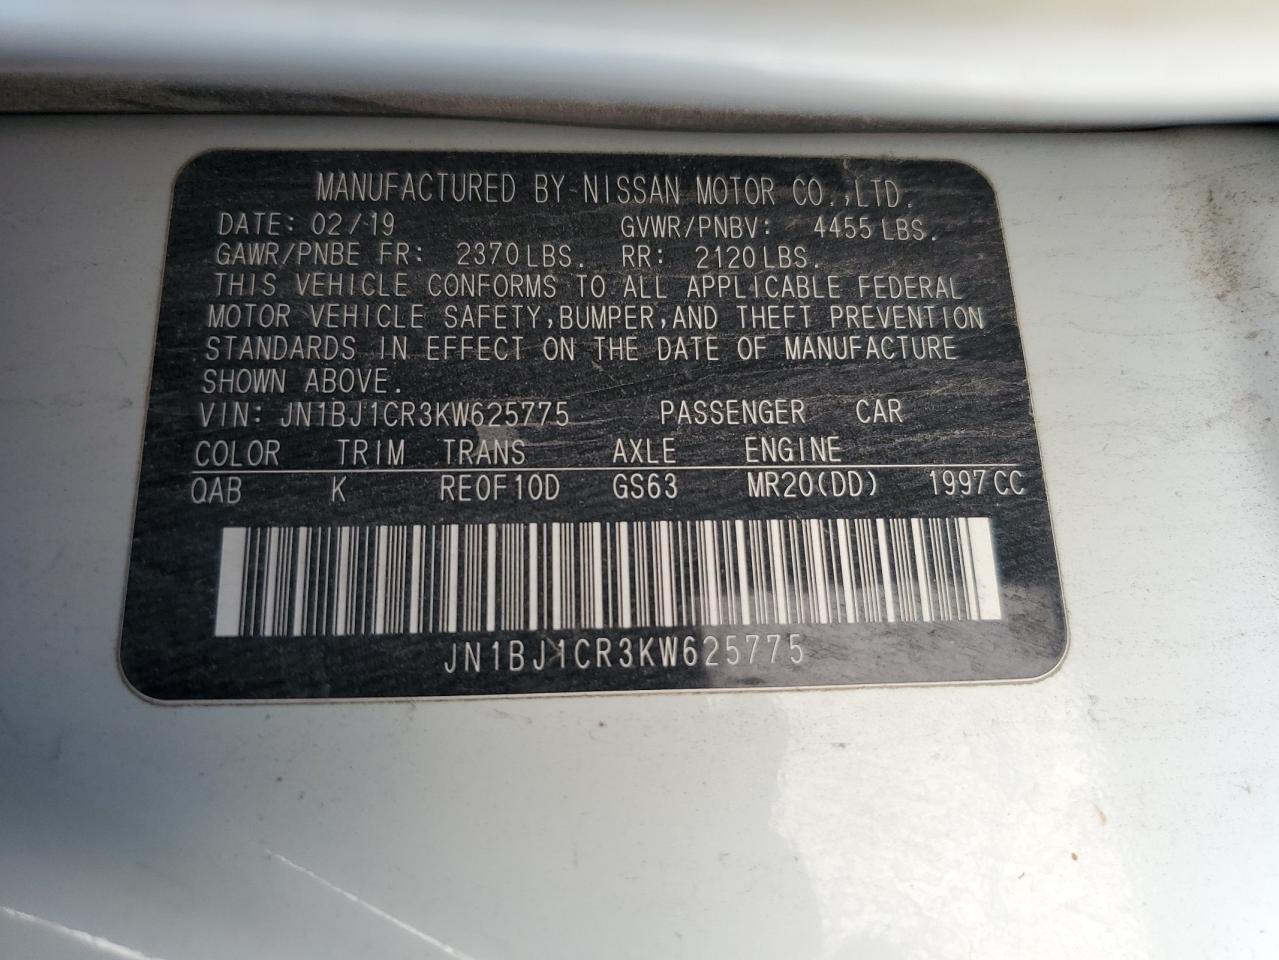 MANUFACTURED BY NISSAN MOTOR CO.,LTD.
DATE: 02/19 GVWR/PNBV: 4455 LBS.
GAWR/PNBE FR: 2370 LBS. RR: 2120 LBS.
THIS VEHICLE CONFORMS TO ALL APPLICABLE FEDERAL
MOTOR VEHICLE SAFETY,BUMPER,AND THEFT PREVENTION
STANDARDS IN EFFECT ON THE DATE OF MANUFACTURE
SHOWN ABOVE.
VIN: JN1BJ1CR3KW625775 PASSENGER CAR
COLOR TRIM TRANS AXLE ENGINE
QAB K RE0F10D GS63 MR20(DD) 1997 CC
JN1BJ1CR3KW625775